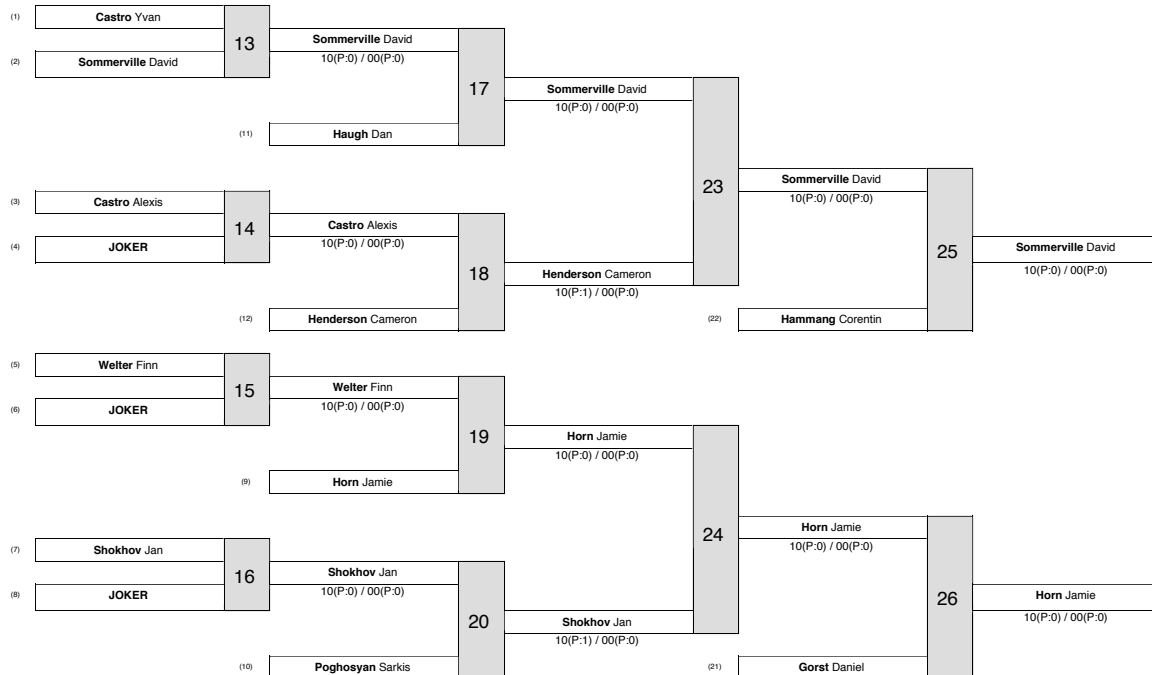 (1) Castro Yvan
13
Sommerville David
10(P:0) / 00(P:0)
(2) Sommerville David
17
Sommerville David
10(P:0) / 00(P:0)
(11) Haugh Dan
23
Sommerville David
10(P:0) / 00(P:0)
(3) Castro Alexis
14
Castro Alexis
10(P:0) / 00(P:0)
(4) JOKER
18
Henderson Cameron
10(P:1) / 00(P:0)
(12) Henderson Cameron
25
Sommerville David
10(P:0) / 00(P:0)
(22) Hammang Corentin
(5) Welter Finn
15
Welter Finn
10(P:0) / 00(P:0)
(6) JOKER
19
Horn Jamie
10(P:0) / 00(P:0)
(9) Horn Jamie
24
Horn Jamie
10(P:0) / 00(P:0)
(7) Shokhov Jan
16
Shokhov Jan
10(P:0) / 00(P:0)
(8) JOKER
20
Shokhov Jan
10(P:1) / 00(P:0)
(10) Poghosyan Sarkis
26
Horn Jamie
10(P:0) / 00(P:0)
(21) Gorst Daniel